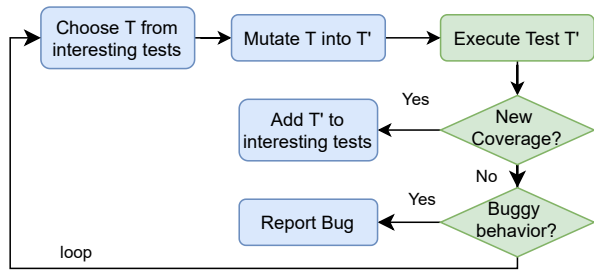 Choose T from
interesting tests
Mutate T into T'
Execute Test T'
Yes
New
Coverage?
Add T' to
interesting tests
No
Yes
Buggy
behavior?
Report Bug
loop